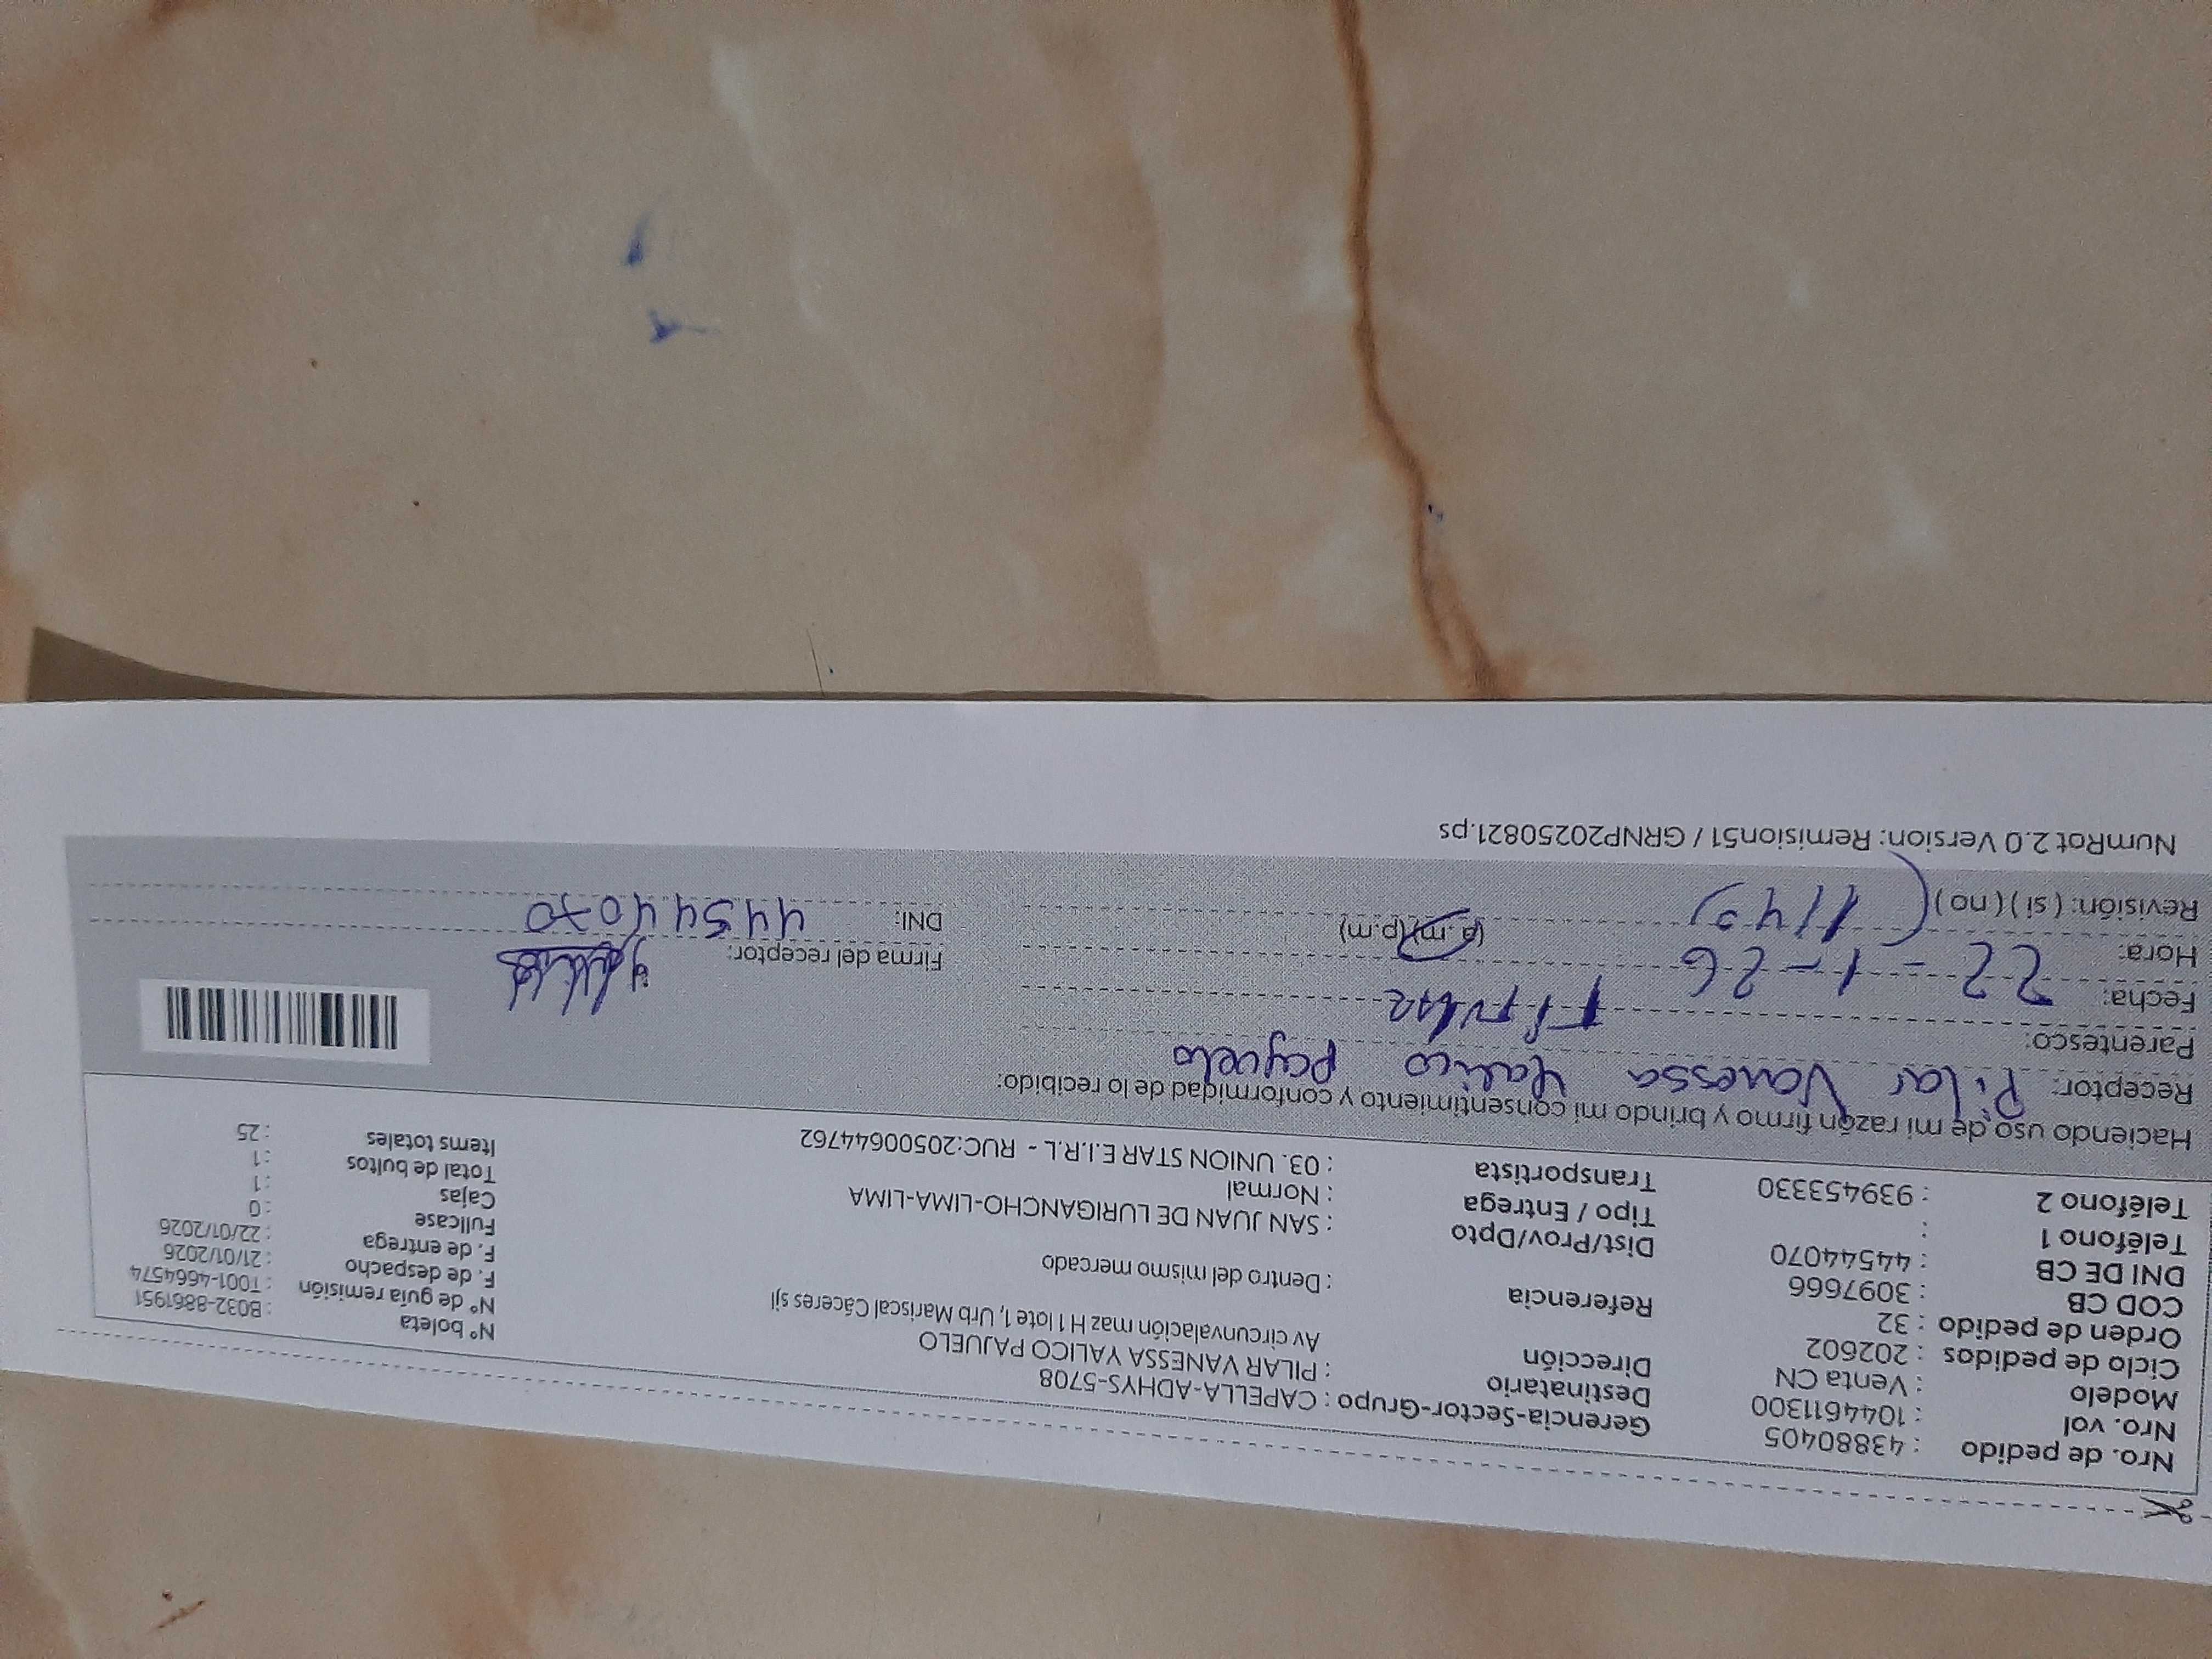 Nro. de pedido : 43880405
Nro. vol : 1044611300
Modelo : Venta CN
Ciclo de pedidos : 202602
Orden de pedido : 32
COD CB : 3097666
DNI DE CB : 44544070
Teléfono 1 :
Teléfono 2 : 939453330
Gerencia-Sector-Grupo : CAPELLA-ADHYS-5708
Destinatario : PILAR VANESSA YALICO PAJUELO
Dirección Av circunvalación maz H 1 lote 1, Urb Mariscal Cáceres sjl
Referencia : Dentro del mismo mercado
Dist/Prov/Dpto : SAN JUAN DE LURIGANCHO-LIMA-LIMA
Tipo / Entrega : Normal
Transportista : 03. UNION STAR E.I.R.L - RUC:20500644762
N° boleta : B032-8861951
N° de guía remisión : T001-4664574
F. de despacho : 21/01/2026
F. de entrega : 22/01/2026
Fullcase : 0
Cajas : 1
Total de bultos : 1
Items totales : 25
Haciendo uso de mi razón firmo y brindo mi consentimiento y conformidad de lo recibido:
Receptor: Pilar Vanessa Yalico Pajuelo
Parentesco:
Fecha: 22-1-26
Hora: (a.m)(p.m)
Revisión: ( si ) ( no )
Firma del receptor:
DNI: 44544070
NumRot 2.0 Version: Remision51 / GRNP20250821.ps